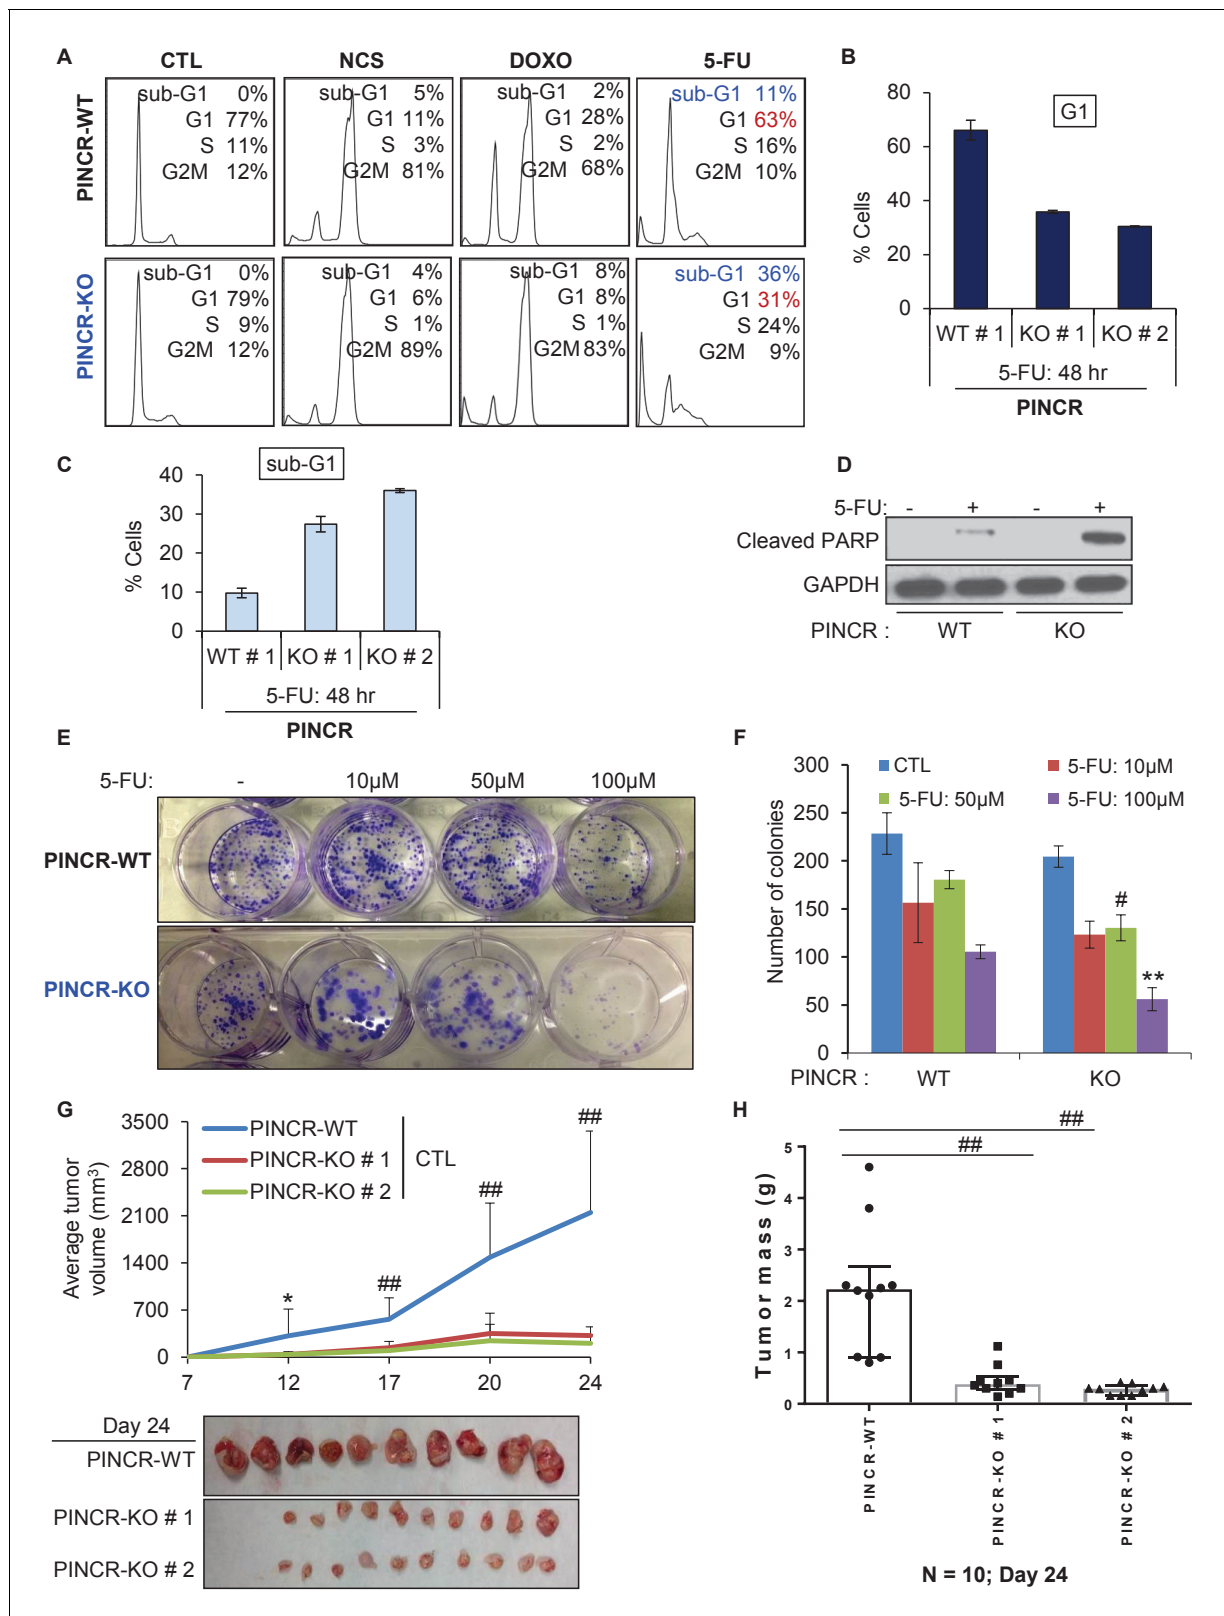 A
CTL NCS DOXO 5-FU
PINCR-WT
sub-G1 0%
G1 77%
S 11%
G2M 12%
sub-G1 5%
G1 11%
S 3%
G2M 81%
sub-G1 2%
G1 28%
S 2%
G2M 68%
sub-G1 11%
G1 63%
S 16%
G2M 10%
PINCR-KO
sub-G1 0%
G1 79%
S 9%
G2M 12%
sub-G1 4%
G1 6%
S 1%
G2M 89%
sub-G1 8%
G1 8%
S 1%
G2M 83%
sub-G1 36%
G1 31%
S 24%
G2M 9%
B
G1
% Cells
80
60
40
20
0
WT # 1 KO # 1 KO # 2
5-FU: 48 hr
PINCR
C
sub-G1
% Cells
40
30
20
10
0
WT # 1 KO # 1 KO # 2
5-FU: 48 hr
PINCR
D
5-FU: - + - +
Cleaved PARP
GAPDH
PINCR : WT KO
E
5-FU: - 10µM 50µM 100µM
PINCR-WT
PINCR-KO
F
CTL 5-FU: 10µM
5-FU: 50µM 5-FU: 100µM
Number of colonies
300
250
200
150
100
50
0
#
**
PINCR : WT KO
G
PINCR-WT
PINCR-KO # 1
PINCR-KO # 2
CTL
Average tumor
volume (mm³)
3500
2800
2100
1400
700
0
* ## ## ##
7 12 17 20 24
Day 24
PINCR-WT
PINCR-KO # 1
PINCR-KO # 2
H
##
##
Tumor mass (g)
5
4
3
2
1
0
PINCR-WT
PINCR-KO # 1
PINCR-KO # 2
N = 10; Day 24